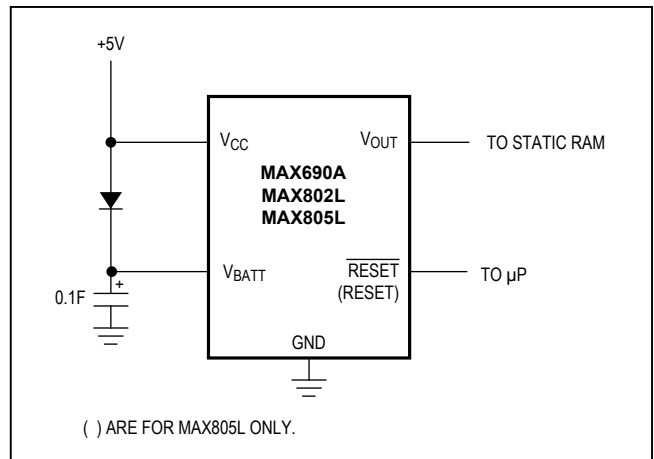 +5V
VCC
VOUT
TO STATIC RAM
MAX690A
MAX802L
MAX805L
VBATT
RESET
(RESET)
TO µP
+
0.1F
GND
( ) ARE FOR MAX805L ONLY.